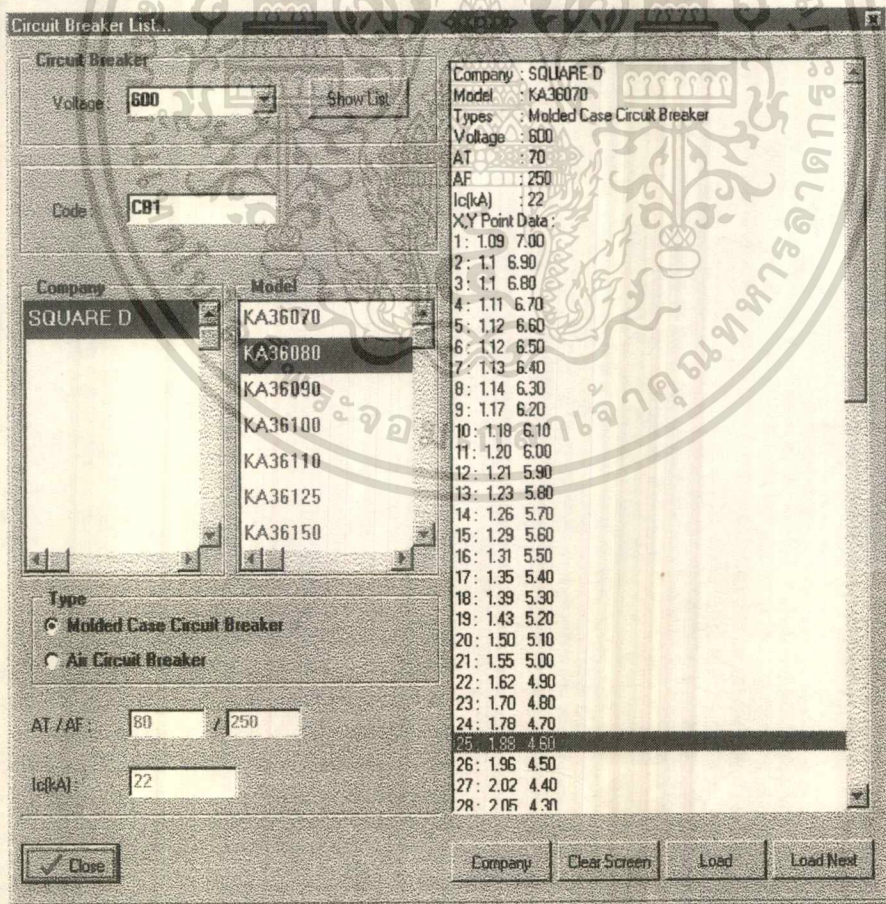 Circuit Breaker List...
Circuit Breaker
Voltage : 600
Show List
Code : CB1
Company
SQUARE D
Model
KA36070
KA36080
KA36090
KA36100
KA36110
KA36125
KA36150
Type
Molded Case Circuit Breaker
Air Circuit Breaker
AT / AF : 80 / 250
Ic(kA) : 22
Close
Company : SQUARE D
Model : KA36070
Types : Molded Case Circuit Breaker
Voltage : 600
AT : 70
AF : 250
Ic(kA) : 22
X,Y Point Data :
1 : 1.09 7.00
2 : 1.1 6.90
3 : 1.1 6.80
4 : 1.11 6.70
5 : 1.12 6.60
6 : 1.12 6.50
7 : 1.13 6.40
8 : 1.14 6.30
9 : 1.17 6.20
10 : 1.18 6.10
11 : 1.20 6.00
12 : 1.21 5.90
13 : 1.23 5.80
14 : 1.26 5.70
15 : 1.29 5.60
16 : 1.31 5.50
17 : 1.35 5.40
18 : 1.39 5.30
19 : 1.43 5.20
20 : 1.50 5.10
21 : 1.55 5.00
22 : 1.62 4.90
23 : 1.70 4.80
24 : 1.78 4.70
25 : 1.88 4.60
26 : 1.96 4.50
27 : 2.02 4.40
28 : 2.05 4.30
Company
Clear Screen
Load
Load Next